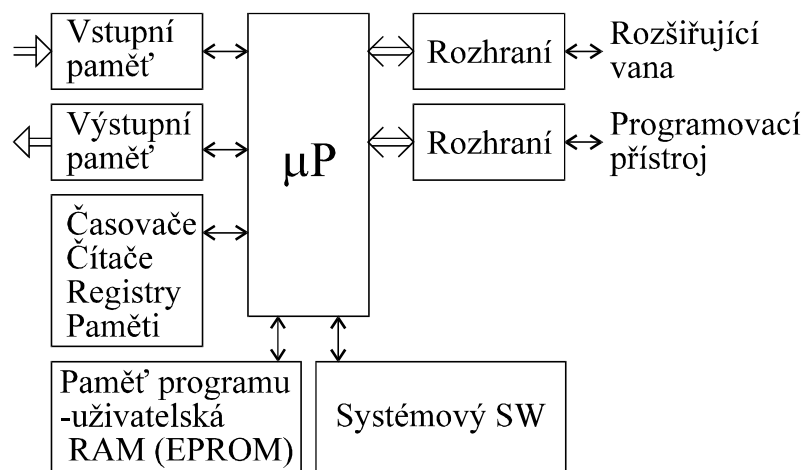 Vstupní
paměť
Výstupní
paměť
Časovače
Čítače
Registry
Paměti
μP
Rozhraní
Rozšiřující
vana
Rozhraní
Programovací
přístroj
Paměť programu
-uživatelská
RAM (EPROM)
Systémový SW